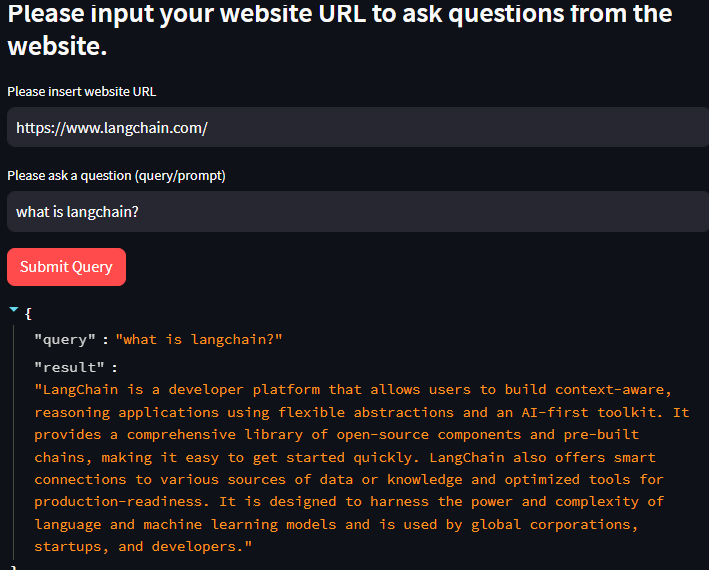 Please input your website URL to ask questions from the
website.
Please insert website URL
https://www.langchain.com/
Please ask a question (query/prompt)
what is langchain?
Submit Query
{
"query" : "what is langchain?"
"result" :
"LangChain is a developer platform that allows users to build context-aware,
reasoning applications using flexible abstractions and an AI-first toolkit. It
provides a comprehensive library of open-source components and pre-built
chains, making it easy to get started quickly. LangChain also offers smart
connections to various sources of data or knowledge and optimized tools for
production-readiness. It is designed to harness the power and complexity of
language and machine learning models and is used by global corporations,
startups, and developers."
}